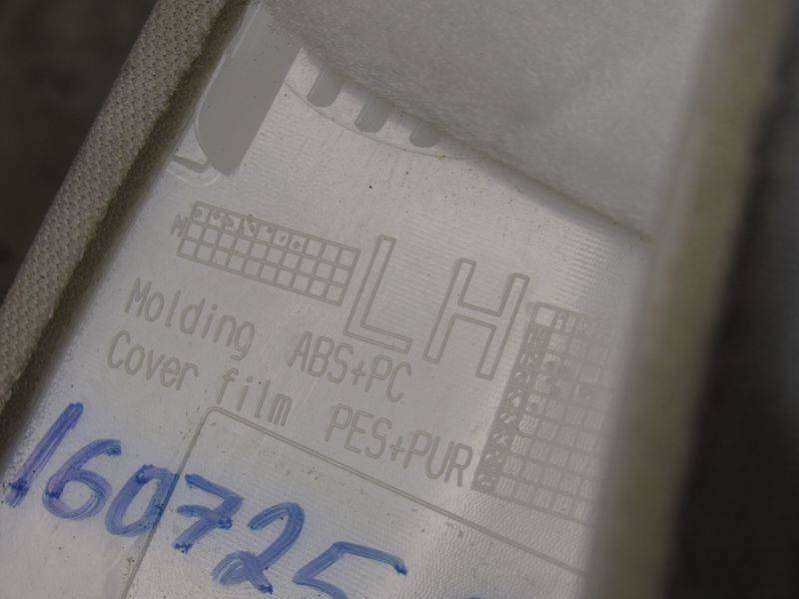 LH
Molding ABS+PC
Cover film PES+PUR
160725